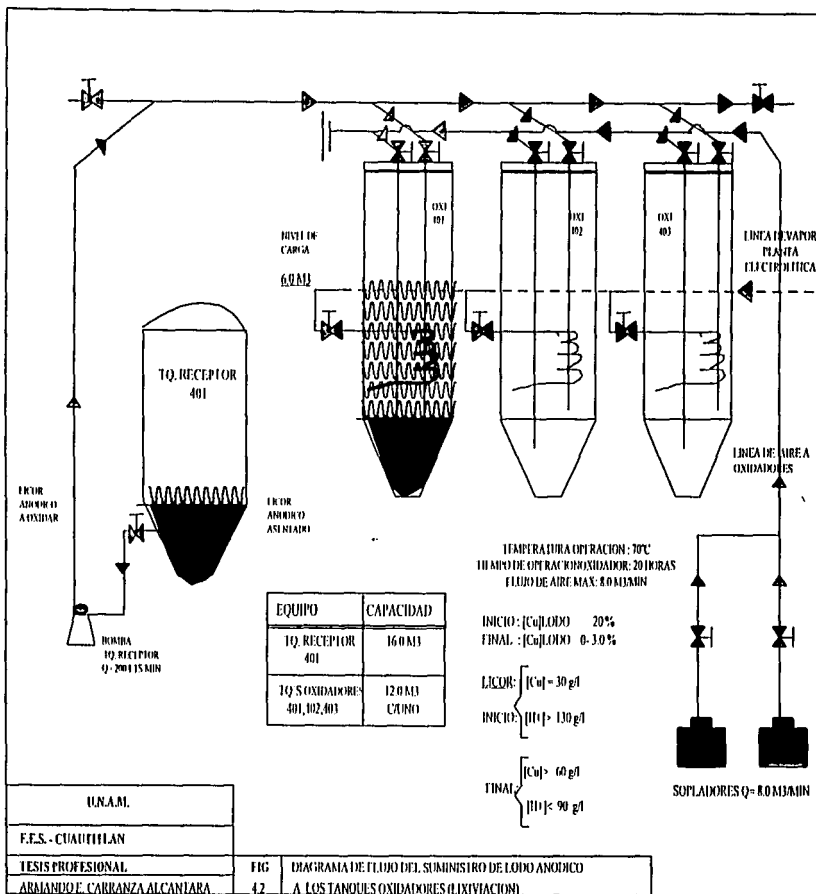 OXI
401
OXI
402
OXI
403
NIVEL DE
CARGA
6.0 M3
LINEA DE VAPOR
PLANTA
ELECTROLITICA
TQ. RECEPTOR
401
LICOR
ANODICO
A OXIDAR
LICOR
ANODICO
ASENTADO
LINEA DE AIRE A
OXIDADORES
BOMBA
TQ. RECEPTOR
TEMPERATURA OPERACION : 70°C
TIEMPO DE OPERACION OXIDADOR: 20 HORAS
FLUJO DE AIRE MAX: 8.0 M3/MIN
EQUIPO CAPACIDAD
TQ. RECEPTOR 16.0 M3
401
TQ'S OXIDADORES 12.0 M3
401,402,403 C/UNO
INICIO : [Cu]LODO 20%
FINAL : [Cu]LODO 0-3.0%
LICOR: [Cu] = 30 g/l
INICIO: [H+]> 130 g/l
[Cu]> 60 g/l
FINAL:
[H+]< 90 g/l
SOPLADORES Q= 8.0 M3/MIN
U.N.A.M.
F.E.S. - CUAUTITLAN
TESIS PROFESIONAL FIG DIAGRAMA DE FLUJO DEL SUMINISTRO DE LODO ANODICO
ARMANDO E. CARRANZA ALCANTARA 4.2 A LOS TANQUES OXIDADORES (LIXIVIACION)